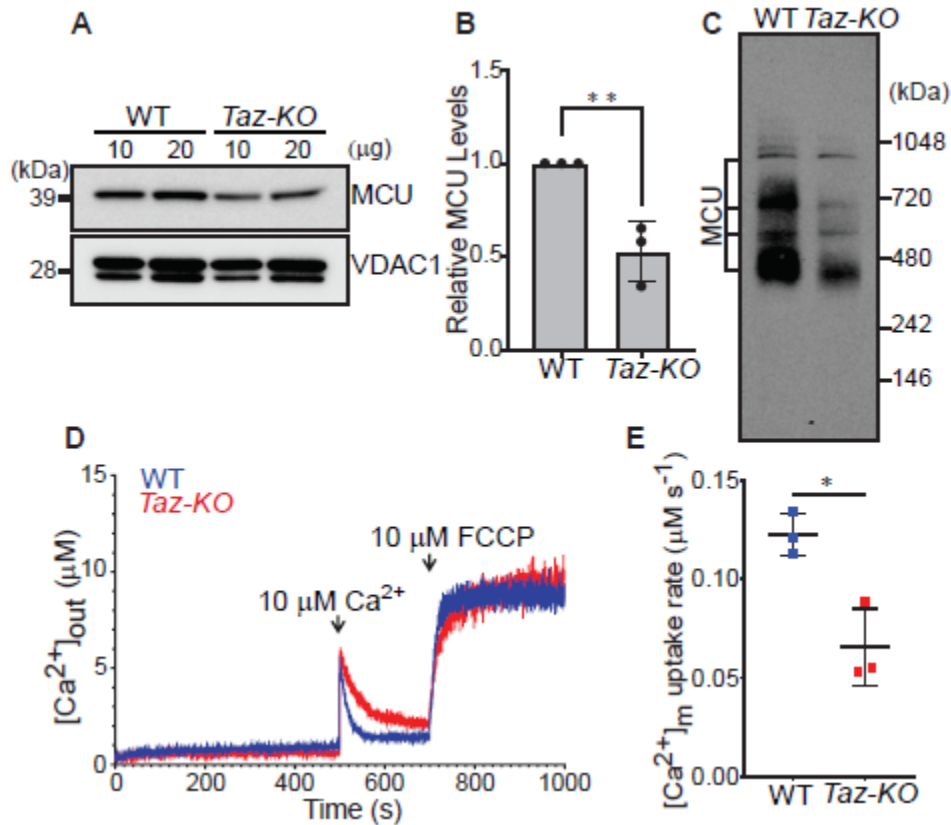 A
WT Taz-KO
10 20 10 20 (μg)
(kDa)
39 MCU
28 VDAC1
B
Relative MCU Levels
1.5
1.0
0.5
0.0
**
WT Taz-KO
C
WT Taz-KO
(kDa)
1048
720
480
242
146
MCU
D
WT
Taz-KO
[Ca2+]out (μM)
15
10
5
0
10 μM Ca2+
10 μM FCCP
0 200 400 600 800 1000
Time (s)
E
[Ca2+]m uptake rate (μM s-1)
0.15
0.10
0.05
0.00
*
WT Taz-KO